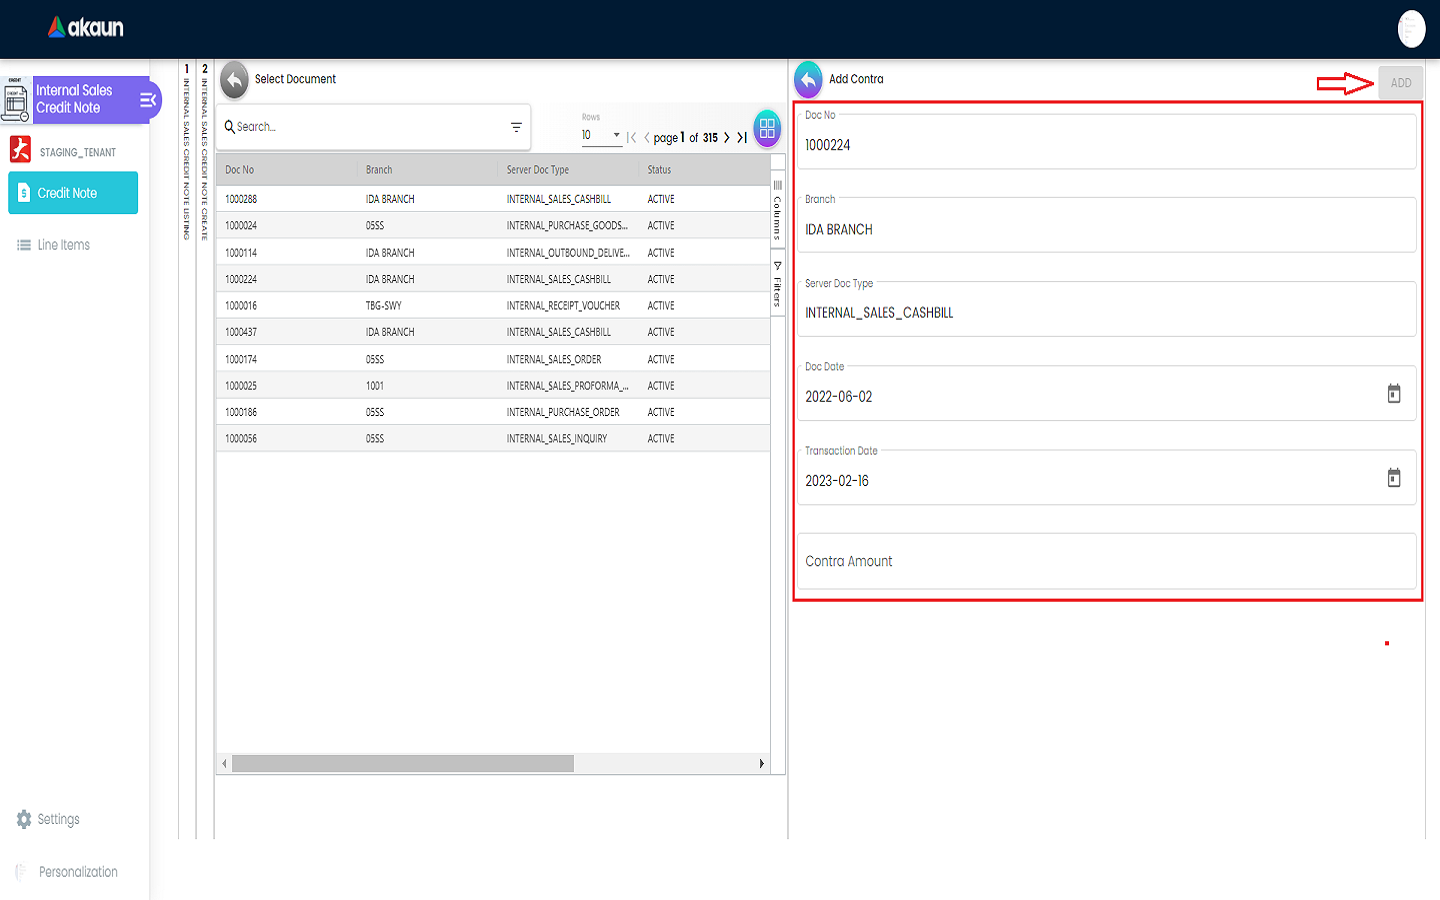 akaun
CREDIT
Internal Sales
Credit Note
STAGING_TENANT
Credit Note
Line Items
Settings
Personalization
1 INTERNAL SALES CREDIT NOTE LISTING
2 INTERNAL SALES CREDIT NOTE CREATE
Select Document
Search...
Rows
10
page 1 of 315
Doc No Branch Server Doc Type Status
1000288 IDA BRANCH INTERNAL_SALES_CASHBILL ACTIVE
1000024 05SS INTERNAL_PURCHASE_GOODS... ACTIVE
1000114 IDA BRANCH INTERNAL_OUTBOUND_DELIVE... ACTIVE
1000224 IDA BRANCH INTERNAL_SALES_CASHBILL ACTIVE
1000016 TBG-SWY INTERNAL_RECEIPT_VOUCHER ACTIVE
1000437 IDA BRANCH INTERNAL_SALES_CASHBILL ACTIVE
1000174 05SS INTERNAL_SALES_ORDER ACTIVE
1000025 1001 INTERNAL_SALES_PROFORMA_... ACTIVE
1000186 05SS INTERNAL_PURCHASE_ORDER ACTIVE
1000056 05SS INTERNAL_SALES_INQUIRY ACTIVE
Columns
Filters
Add Contra
ADD
Doc No
1000224
Branch
IDA BRANCH
Server Doc Type
INTERNAL_SALES_CASHBILL
Doc Date
2022-06-02
Transaction Date
2023-02-16
Contra Amount